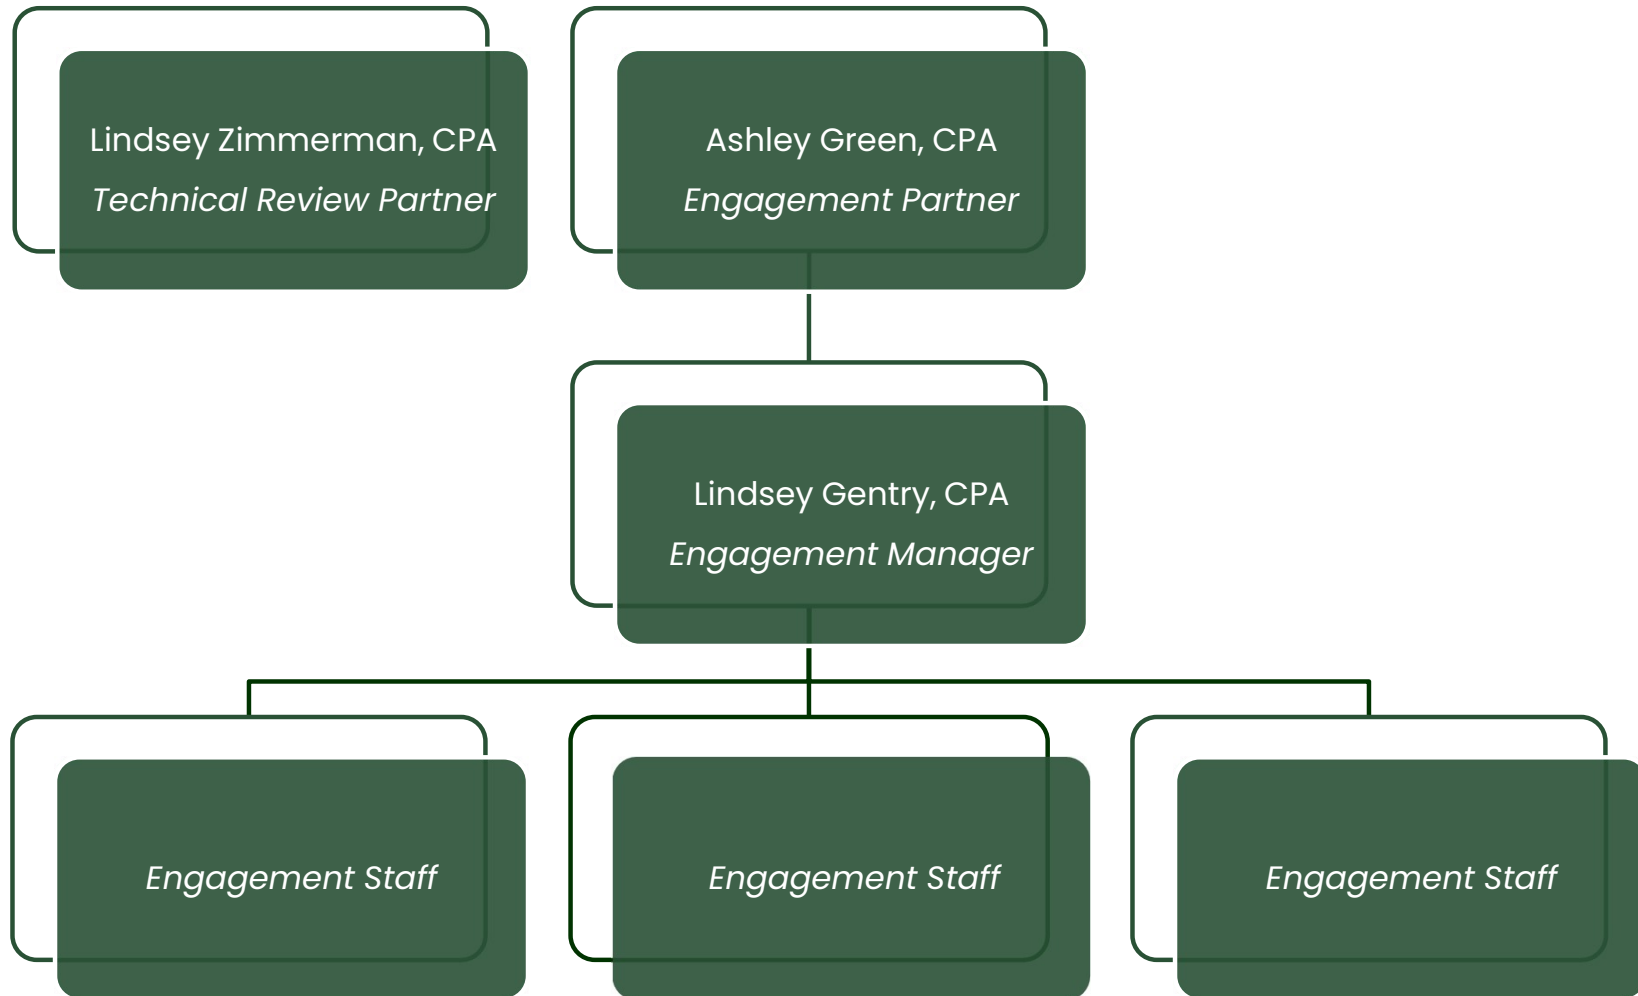 Lindsey Zimmerman, CPA
Technical Review Partner
Ashley Green, CPA
Engagement Partner
Lindsey Gentry, CPA
Engagement Manager
Engagement Staff
Engagement Staff
Engagement Staff